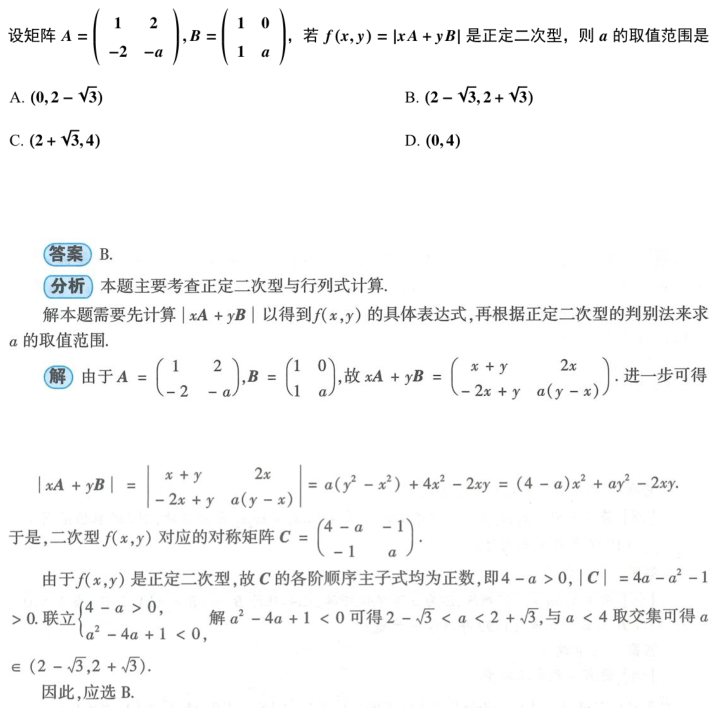 设矩阵 A = ( 1 2 ; -2 -a ), B = ( 1 0 ; 1 a ), 若 f(x, y) = |xA + yB| 是正定二次型，则 a 的取值范围是
A. (0, 2 - √3)
B. (2 - √3, 2 + √3)
C. (2 + √3, 4)
D. (0, 4)
答案 B.
分析 本题主要考查正定二次型与行列式计算.
解本题需要先计算 | xA + yB | 以得到 f(x,y) 的具体表达式,再根据正定二次型的判别法来求
a 的取值范围.
解 由于 A = ( 1 2 ; -2 -a ), B = ( 1 0 ; 1 a ), 故 xA + yB = ( x + y 2x ; -2x + y a(y - x) ). 进一步可得
| xA + yB | = | x + y 2x ; -2x + y a(y - x) | = a(y² - x²) + 4x² - 2xy = (4 - a)x² + ay² - 2xy.
于是,二次型 f(x,y) 对应的对称矩阵 C = ( 4 - a -1 ; -1 a ).
由于 f(x,y) 是正定二次型,故 C 的各阶顺序主子式均为正数,即 4 - a > 0, | C | = 4a - a² - 1
> 0. 联立 { 4 - a > 0, a² - 4a + 1 < 0, 解 a² - 4a + 1 < 0 可得 2 - √3 < a < 2 + √3, 与 a < 4 取交集可得 a
∈ (2 - √3, 2 + √3).
因此,应选 B.